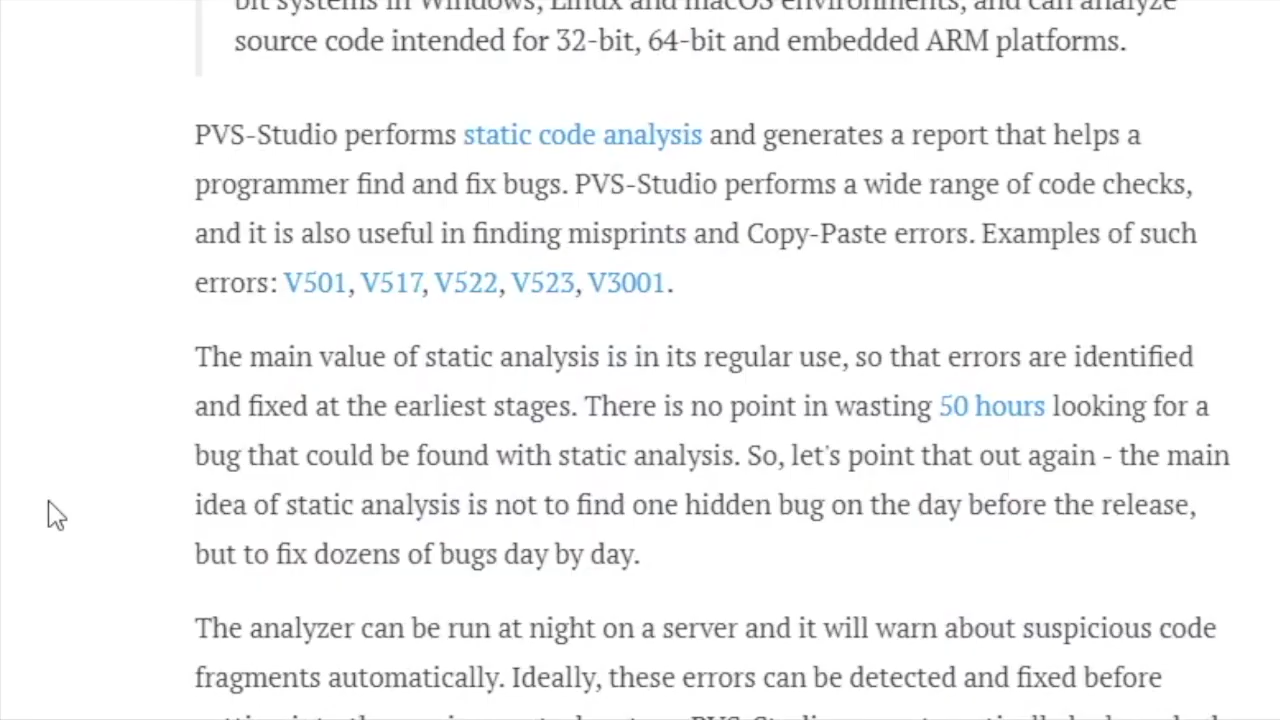 bit systems in Windows, Linux and macOS environments, and can analyze
source code intended for 32-bit, 64-bit and embedded ARM platforms.
PVS-Studio performs static code analysis and generates a report that helps a
programmer find and fix bugs. PVS-Studio performs a wide range of code checks,
and it is also useful in finding misprints and Copy-Paste errors. Examples of such
errors: V501, V517, V522, V523, V3001.
The main value of static analysis is in its regular use, so that errors are identified
and fixed at the earliest stages. There is no point in wasting 50 hours looking for a
bug that could be found with static analysis. So, let's point that out again - the main
idea of static analysis is not to find one hidden bug on the day before the release,
but to fix dozens of bugs day by day.
The analyzer can be run at night on a server and it will warn about suspicious code
fragments automatically. Ideally, these errors can be detected and fixed before